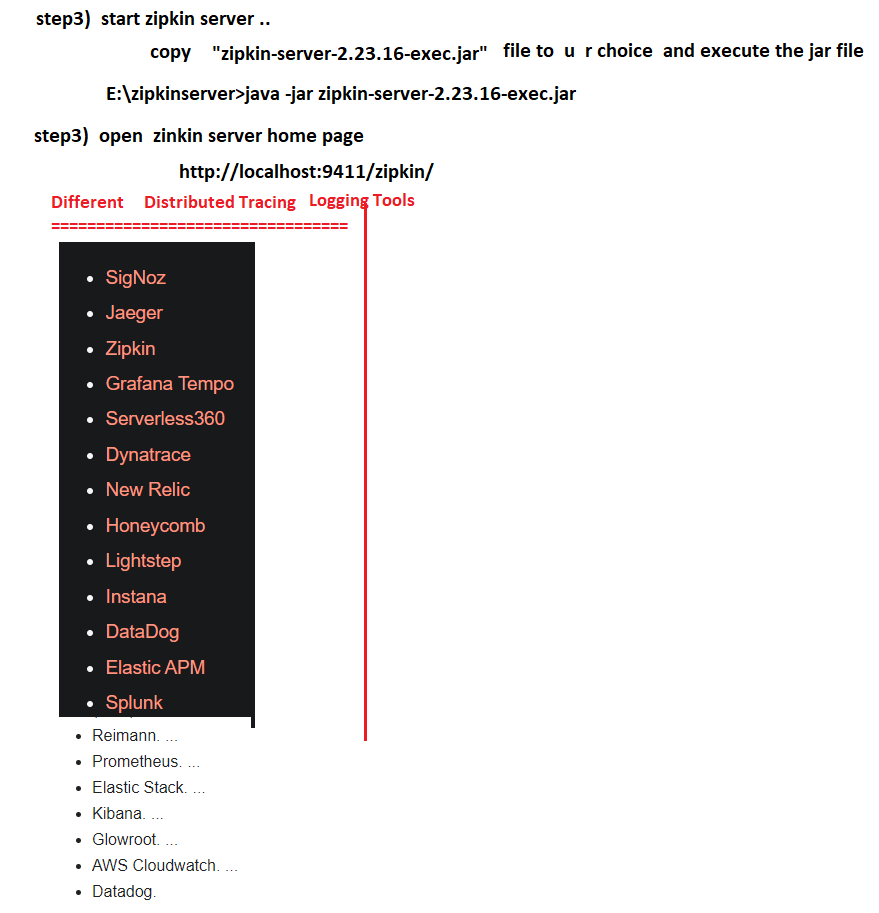 step3) start zipkin server ..
copy "zipkin-server-2.23.16-exec.jar" file to u r choice and execute the jar file
E:\zipkinserver>java -jar zipkin-server-2.23.16-exec.jar
step3) open zinkin server home page
http://localhost:9411/zipkin/
Different Distributed Tracing Logging Tools
=================================
• SigNoz
• Jaeger
• Zipkin
• Grafana Tempo
• Serverless360
• Dynatrace
• New Relic
• Honeycomb
• Lightstep
• Instana
• DataDog
• Elastic APM
• Splunk
• Reimann. ...
• Prometheus. ...
• Elastic Stack. ...
• Kibana. ...
• Glowroot. ...
• AWS Cloudwatch. ...
• Datadog.